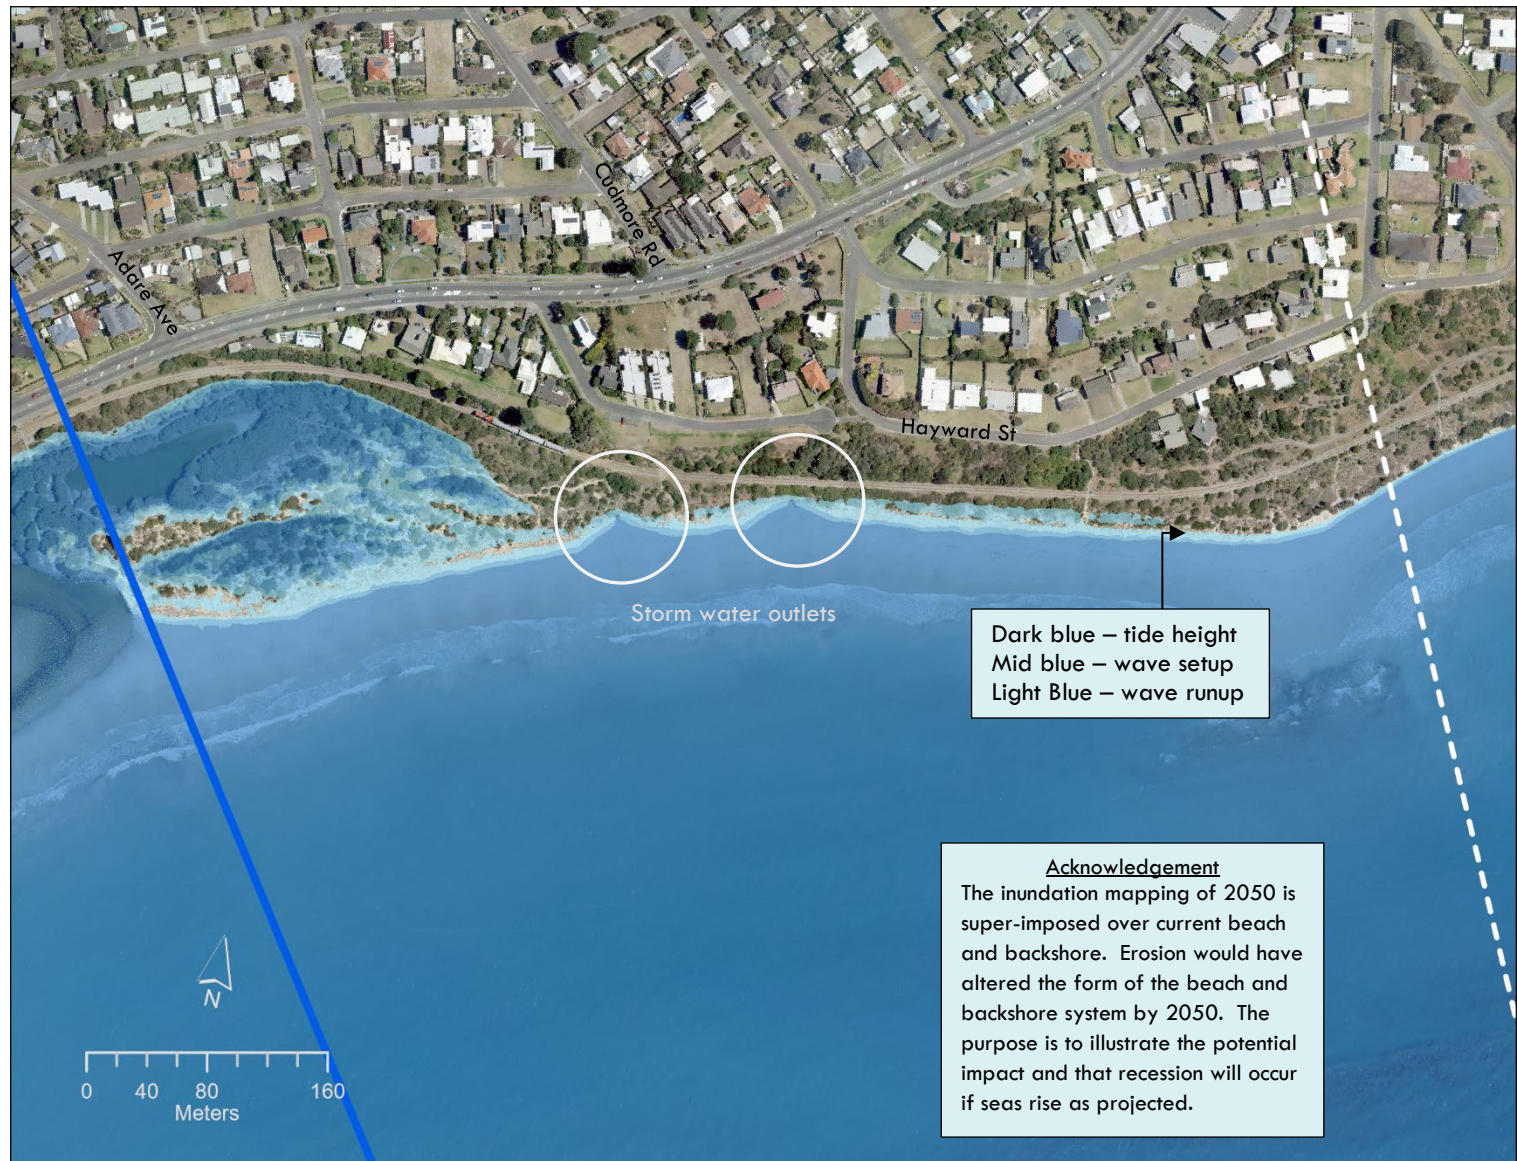 Cudmore Rd
Adare Ave
Hayward St
Storm water outlets
Dark blue – tide height
Mid blue – wave setup
Light Blue – wave runup
Acknowledgement
The inundation mapping of 2050 is
super-imposed over current beach
and backshore.  Erosion would have
altered the form of the beach and
backshore system by 2050.  The
purpose is to illustrate the potential
impact and that recession will occur
if seas rise as projected.
N
0 40 80 160
Meters